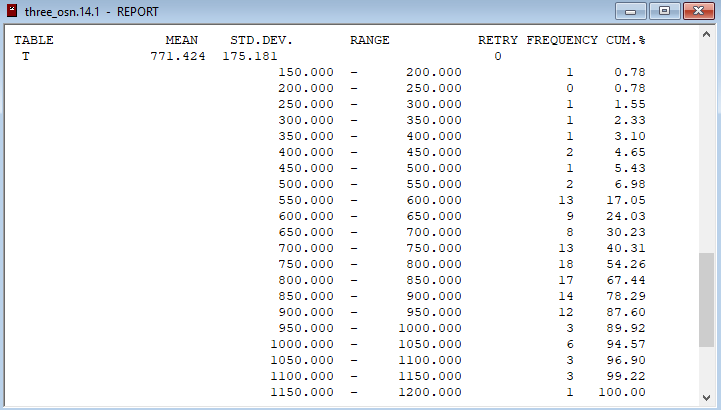 three_osn.14.1 - REPORT
TABLE MEAN STD.DEV. RANGE RETRY FREQUENCY CUM.%
T 771.424 175.181 0
150.000 - 200.000 1 0.78
200.000 - 250.000 0 0.78
250.000 - 300.000 1 1.55
300.000 - 350.000 1 2.33
350.000 - 400.000 1 3.10
400.000 - 450.000 2 4.65
450.000 - 500.000 1 5.43
500.000 - 550.000 2 6.98
550.000 - 600.000 13 17.05
600.000 - 650.000 9 24.03
650.000 - 700.000 8 30.23
700.000 - 750.000 13 40.31
750.000 - 800.000 18 54.26
800.000 - 850.000 17 67.44
850.000 - 900.000 14 78.29
900.000 - 950.000 12 87.60
950.000 - 1000.000 3 89.92
1000.000 - 1050.000 6 94.57
1050.000 - 1100.000 3 96.90
1100.000 - 1150.000 3 99.22
1150.000 - 1200.000 1 100.00